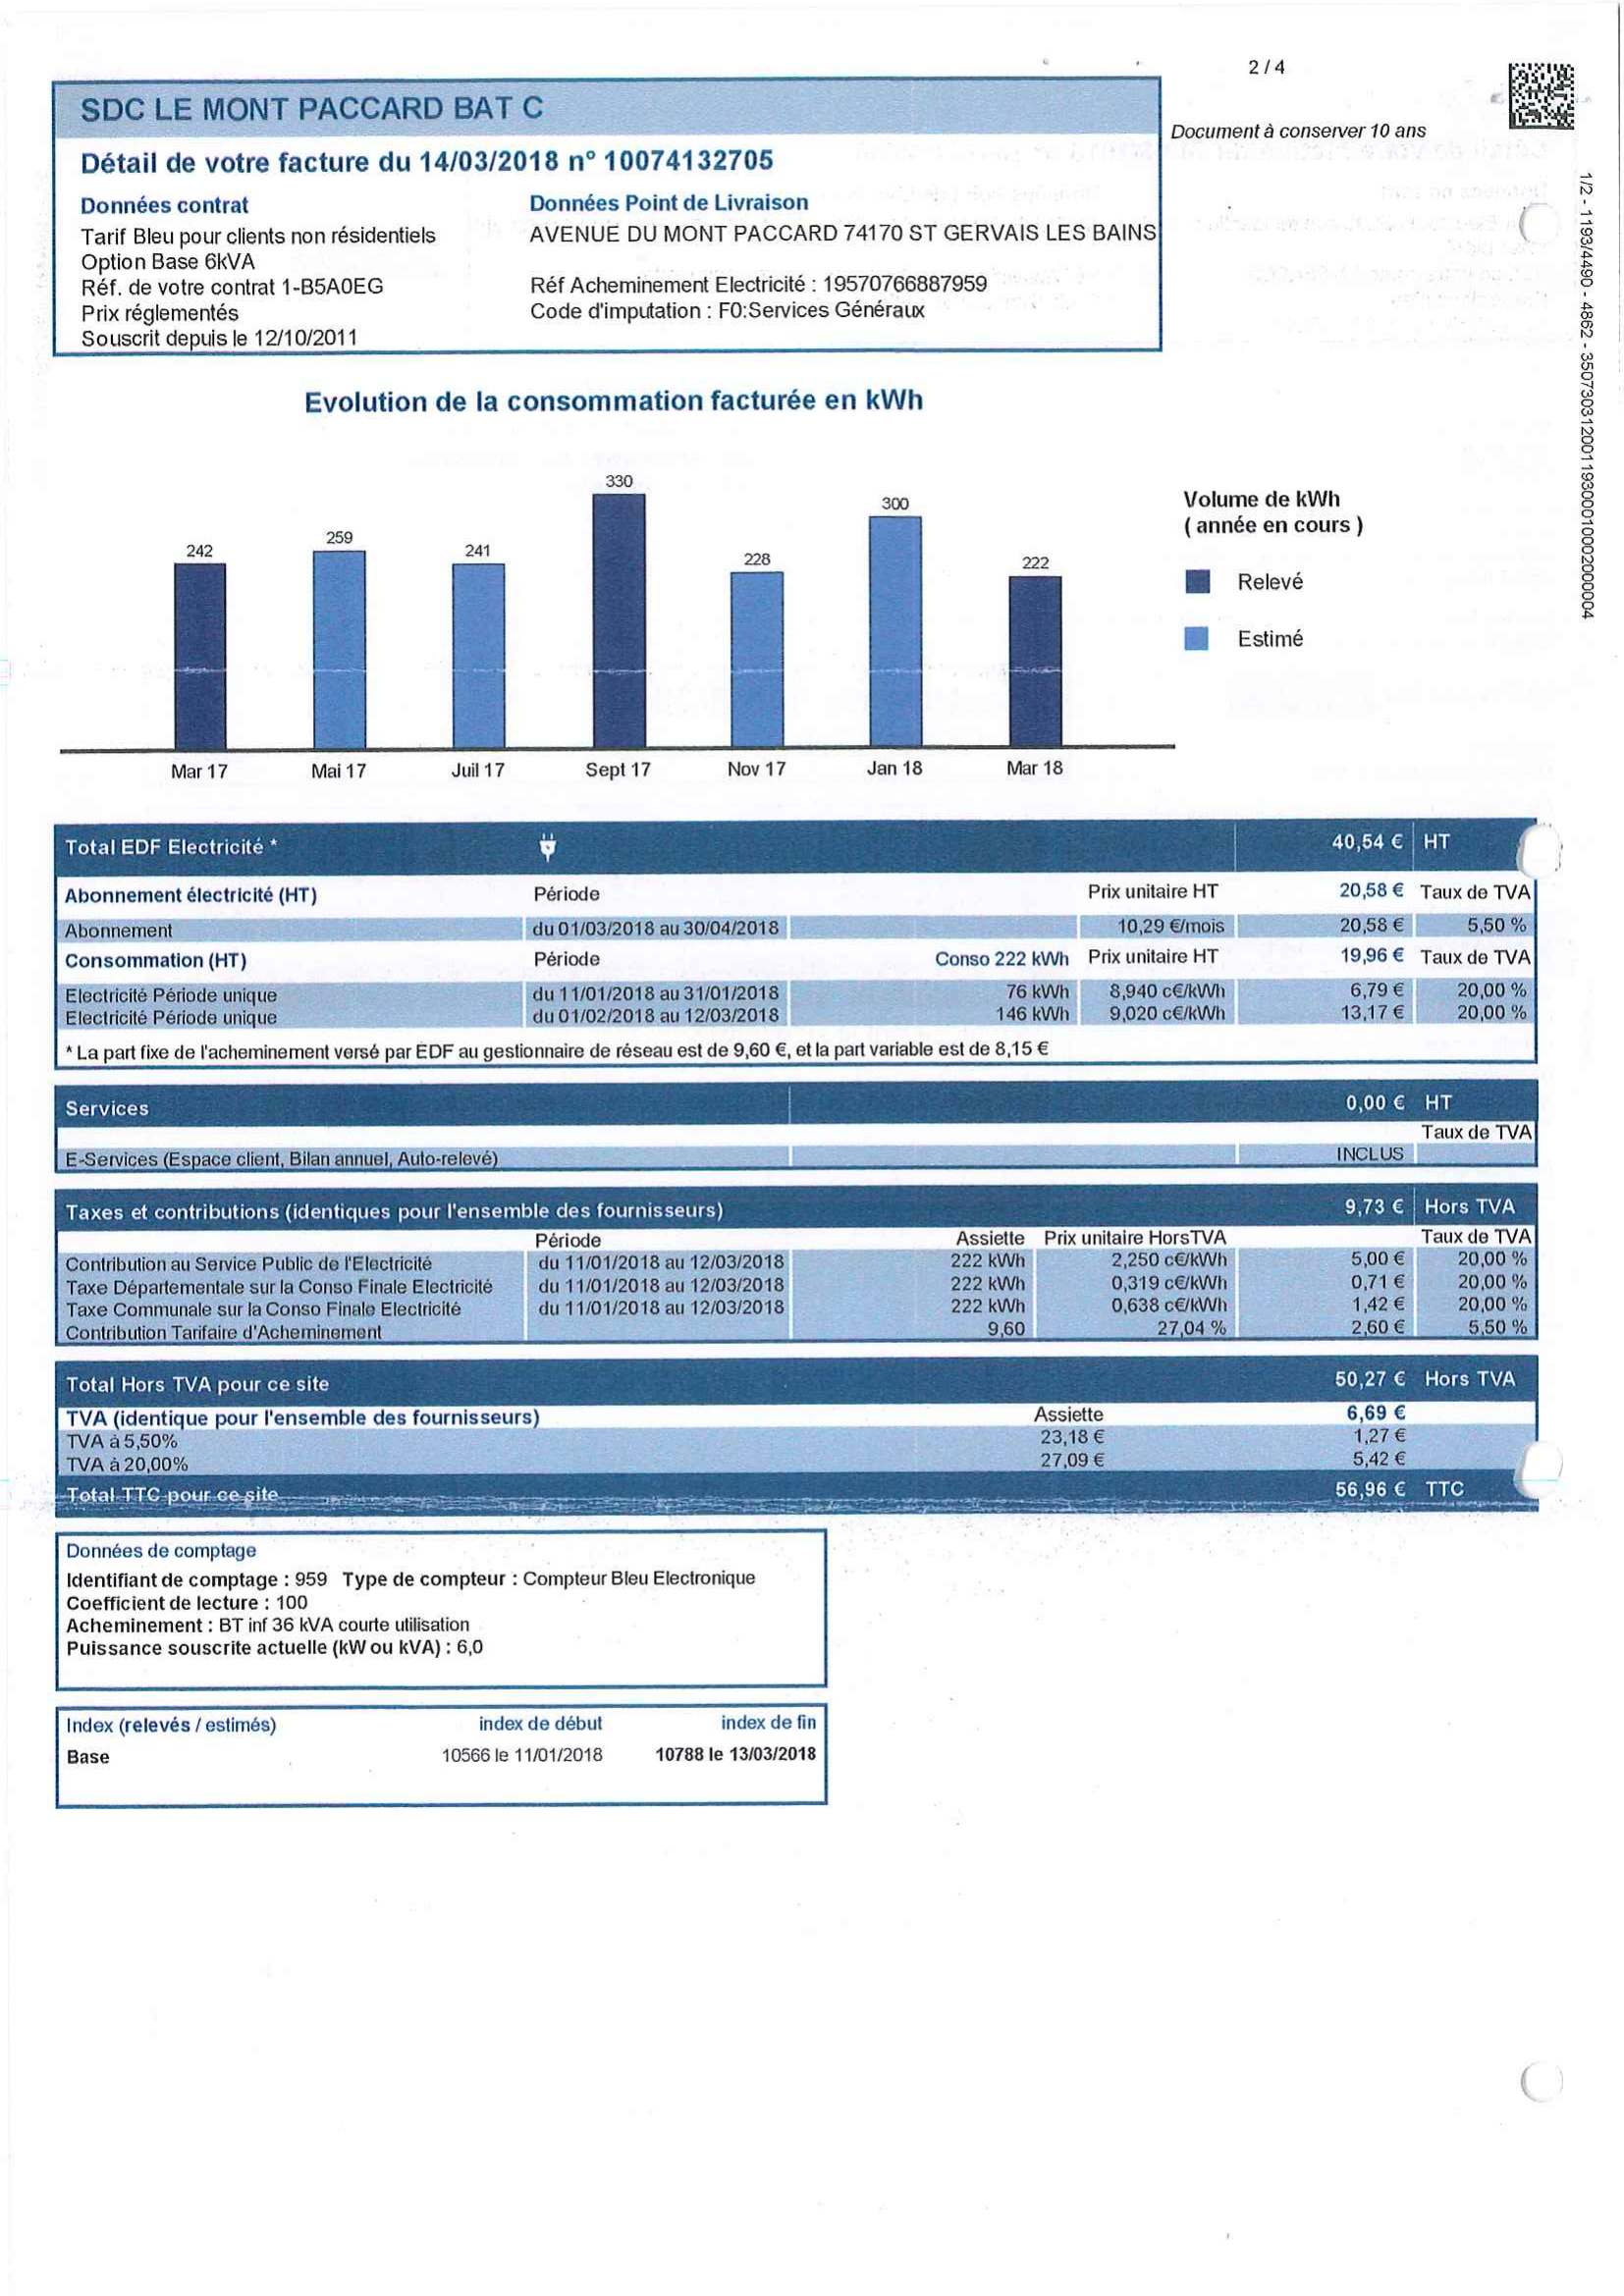 2 / 4
SDC LE MONT PACCARD BAT C
Document à conserver 10 ans
Détail de votre facture du 14/03/2018 n° 10074132705
Données contrat
Tarif Bleu pour clients non résidentiels
Option Base 6kVA
Réf. de votre contrat 1-B5A0EG
Prix réglementés
Souscrit depuis le 12/10/2011
Données Point de Livraison
AVENUE DU MONT PACCARD 74170 ST GERVAIS LES BAINS
Réf Acheminement Electricité : 19570766887959
Code d'imputation : F0:Services Généraux
1/2 - 1193/4490 - 4862 - 35073031200119300010002000004
Evolution de la consommation facturée en kWh
242 259 241 330 228 300 222
Mar 17 Mai 17 Juil 17 Sept 17 Nov 17 Jan 18 Mar 18
Volume de kWh
( année en cours )
Relevé
Estimé
Total EDF Electricité * 40,54 € HT
Abonnement électricité (HT) Période Prix unitaire HT 20,58 € Taux de TVA
Abonnement du 01/03/2018 au 30/04/2018 10,29 €/mois 20,58 € 5,50 %
Consommation (HT) Période Conso 222 kWh Prix unitaire HT 19,96 € Taux de TVA
Electricité Période unique du 11/01/2018 au 31/01/2018 76 kWh 8,940 c€/kWh 6,79 € 20,00 %
Electricité Période unique du 01/02/2018 au 12/03/2018 146 kWh 9,020 c€/kWh 13,17 € 20,00 %
* La part fixe de l'acheminement versé par EDF au gestionnaire de réseau est de 9,60 €, et la part variable est de 8,15 €
Services 0,00 € HT
Taux de TVA
E-Services (Espace client, Bilan annuel, Auto-relevé) INCLUS
Taxes et contributions (identiques pour l'ensemble des fournisseurs) 9,73 € Hors TVA
Période Assiette Prix unitaire HorsTVA Taux de TVA
Contribution au Service Public de l'Electricité du 11/01/2018 au 12/03/2018 222 kWh 2,250 c€/kWh 5,00 € 20,00 %
Taxe Départementale sur la Conso Finale Electricité du 11/01/2018 au 12/03/2018 222 kWh 0,319 c€/kWh 0,71 € 20,00 %
Taxe Communale sur la Conso Finale Electricité du 11/01/2018 au 12/03/2018 222 kWh 0,638 c€/kWh 1,42 € 20,00 %
Contribution Tarifaire d'Acheminement 9,60 27,04 % 2,60 € 5,50 %
Total Hors TVA pour ce site 50,27 € Hors TVA
TVA (identique pour l'ensemble des fournisseurs) Assiette 6,69 €
TVA à 5,50% 23,18 € 1,27 €
TVA à 20,00% 27,09 € 5,42 €
Total TTC pour ce site 56,96 € TTC
Données de comptage
Identifiant de comptage : 959 Type de compteur : Compteur Bleu Electronique
Coefficient de lecture : 100
Acheminement : BT inf 36 kVA courte utilisation
Puissance souscrite actuelle (kW ou kVA) : 6,0
Index (relevés / estimés) index de début index de fin
Base 10566 le 11/01/2018 10788 le 13/03/2018